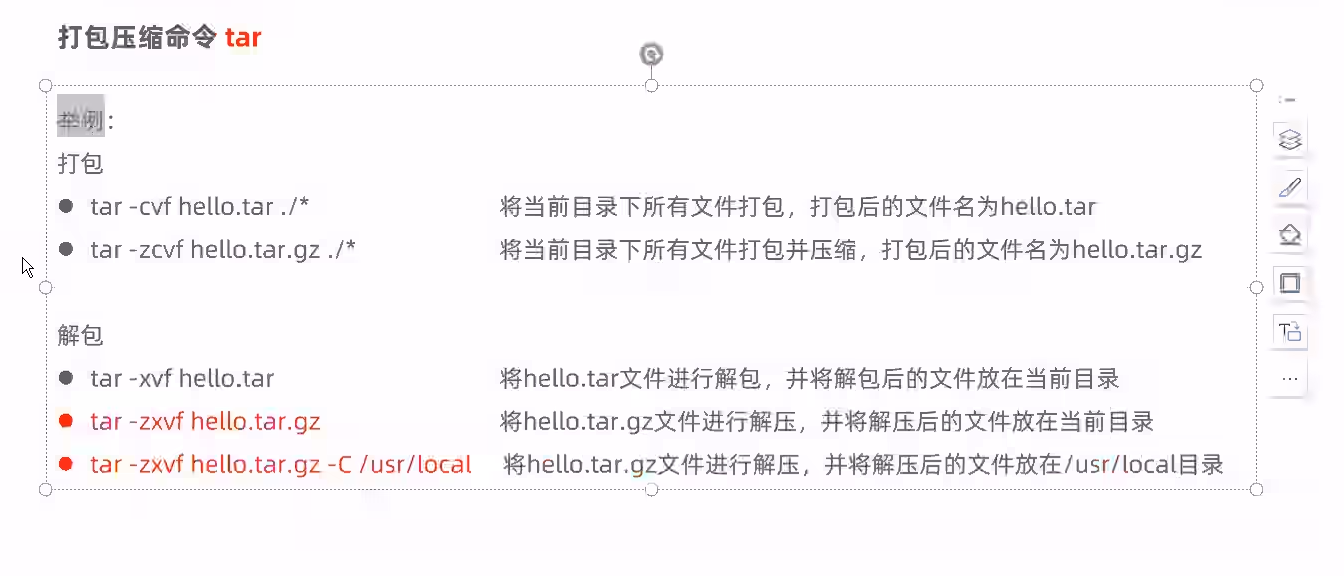 打包压缩命令 tar
举例：
打包
● tar -cvf hello.tar ./* 将当前目录下所有文件打包，打包后的文件名为hello.tar
● tar -zcvf hello.tar.gz ./* 将当前目录下所有文件打包并压缩，打包后的文件名为hello.tar.gz
解包
● tar -xvf hello.tar 将hello.tar文件进行解包，并将解包后的文件放在当前目录
● tar -zxvf hello.tar.gz 将hello.tar.gz文件进行解压，并将解压后的文件放在当前目录
● tar -zxvf hello.tar.gz -C /usr/local 将hello.tar.gz文件进行解压，并将解压后的文件放在/usr/local目录